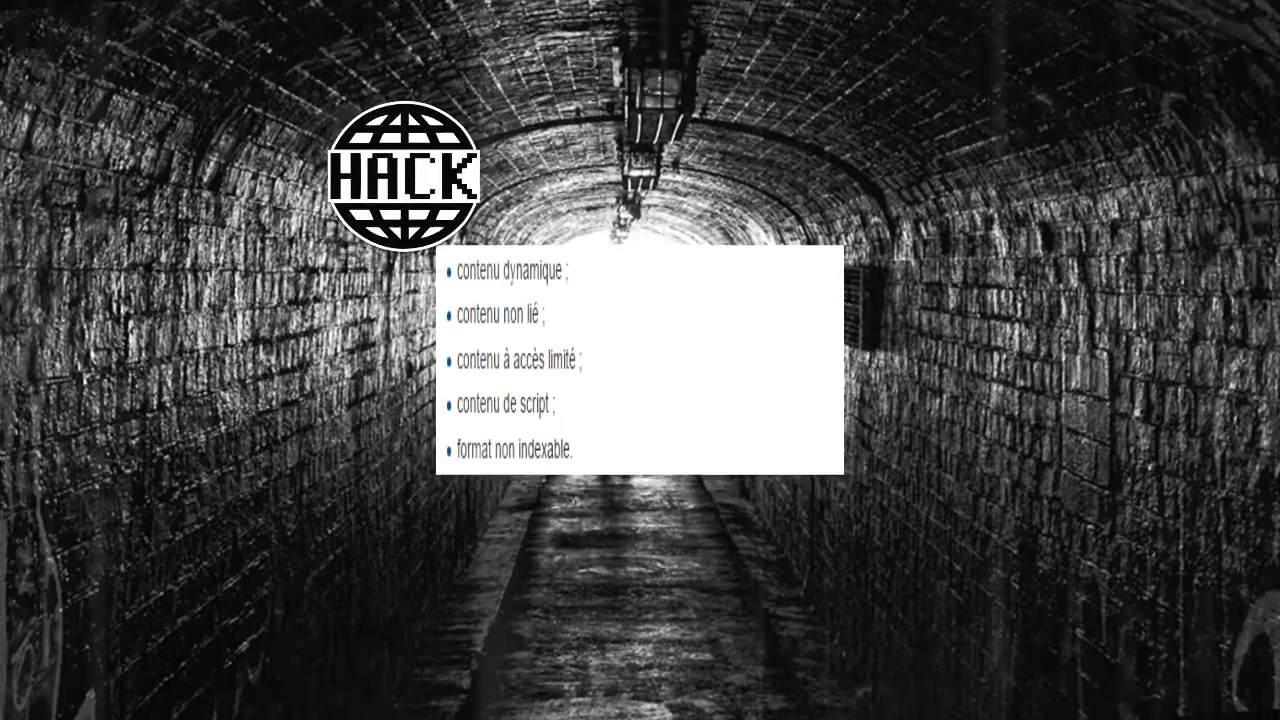 HACK
contenu dynamique ;
contenu non lié ;
contenu à accès limité ;
contenu de script ;
format non indexable.